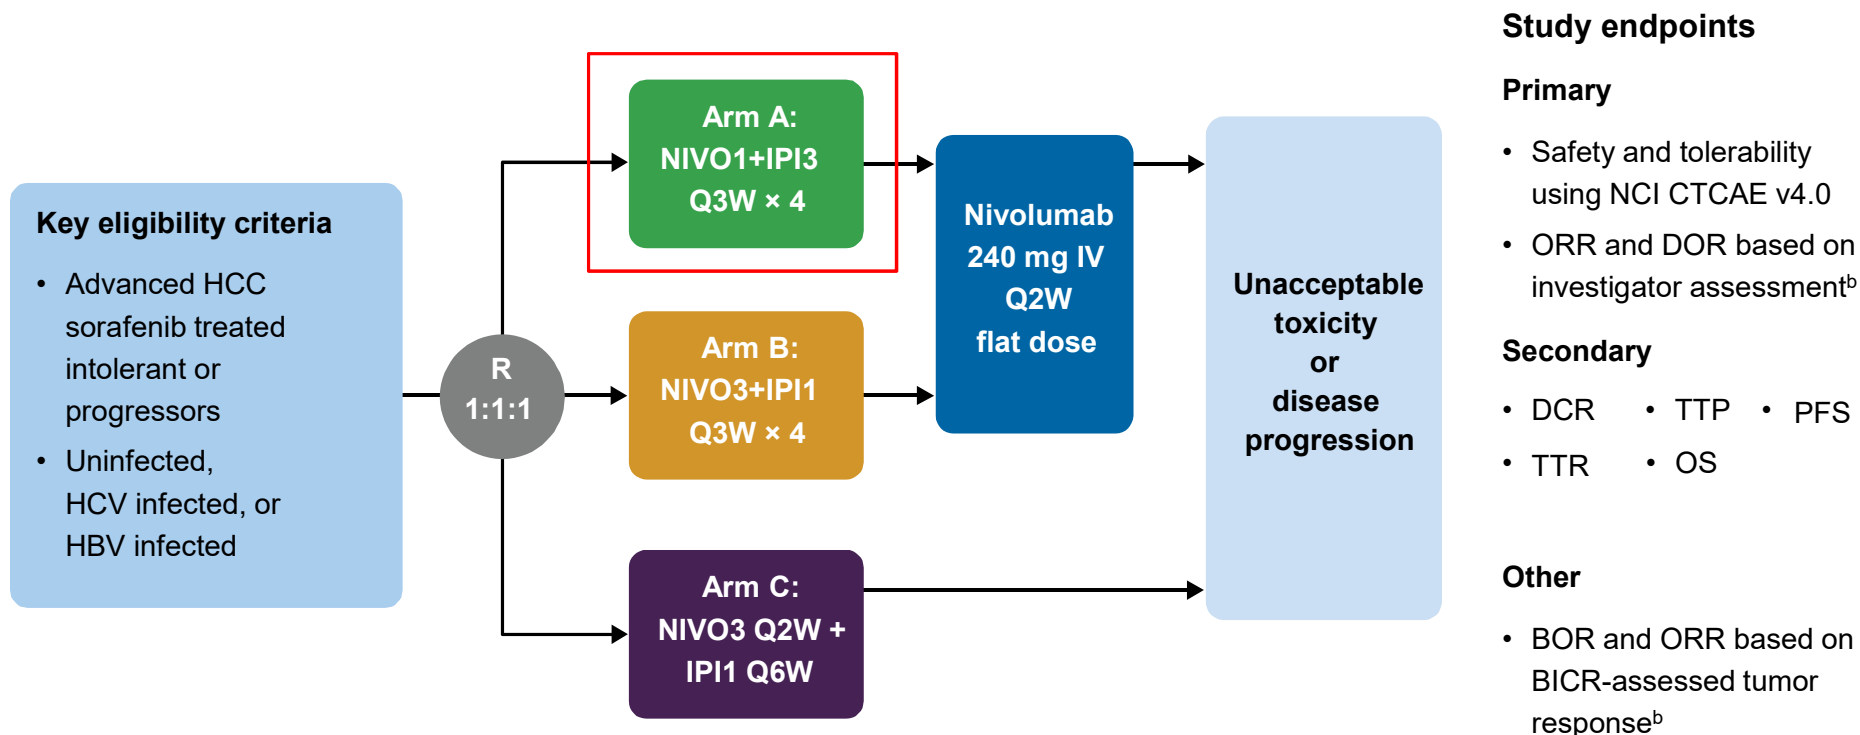 Key eligibility criteria
• Advanced HCC
sorafenib treated
intolerant or
progressors
• Uninfected,
HCV infected, or
HBV infected
R
1:1:1
Arm A:
NIVO1+IPI3
Q3W × 4
Arm B:
NIVO3+IPI1
Q3W × 4
Arm C:
NIVO3 Q2W +
IPI1 Q6W
Nivolumab
240 mg IV
Q2W
flat dose
Unacceptable
toxicity
or
disease
progression
Study endpoints
Primary
• Safety and tolerability
using NCI CTCAE v4.0
• ORR and DOR based on
investigator assessmentᵇ
Secondary
• DCR • TTP • PFS
• TTR • OS
Other
• BOR and ORR based on
BICR-assessed tumor
responseᵇ